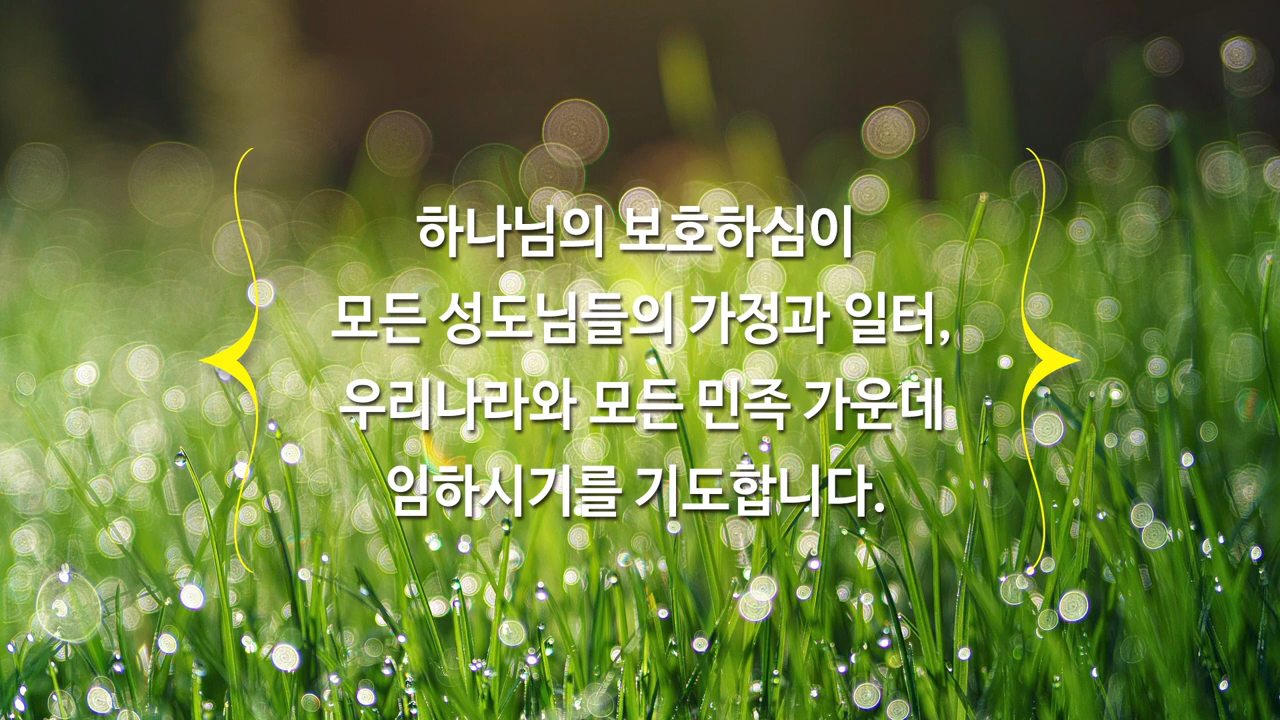 하나님의 보호하심이
모든 성도님들의 가정과 일터,
우리나라와 모든 민족 가운데
임하시기를 기도합니다.